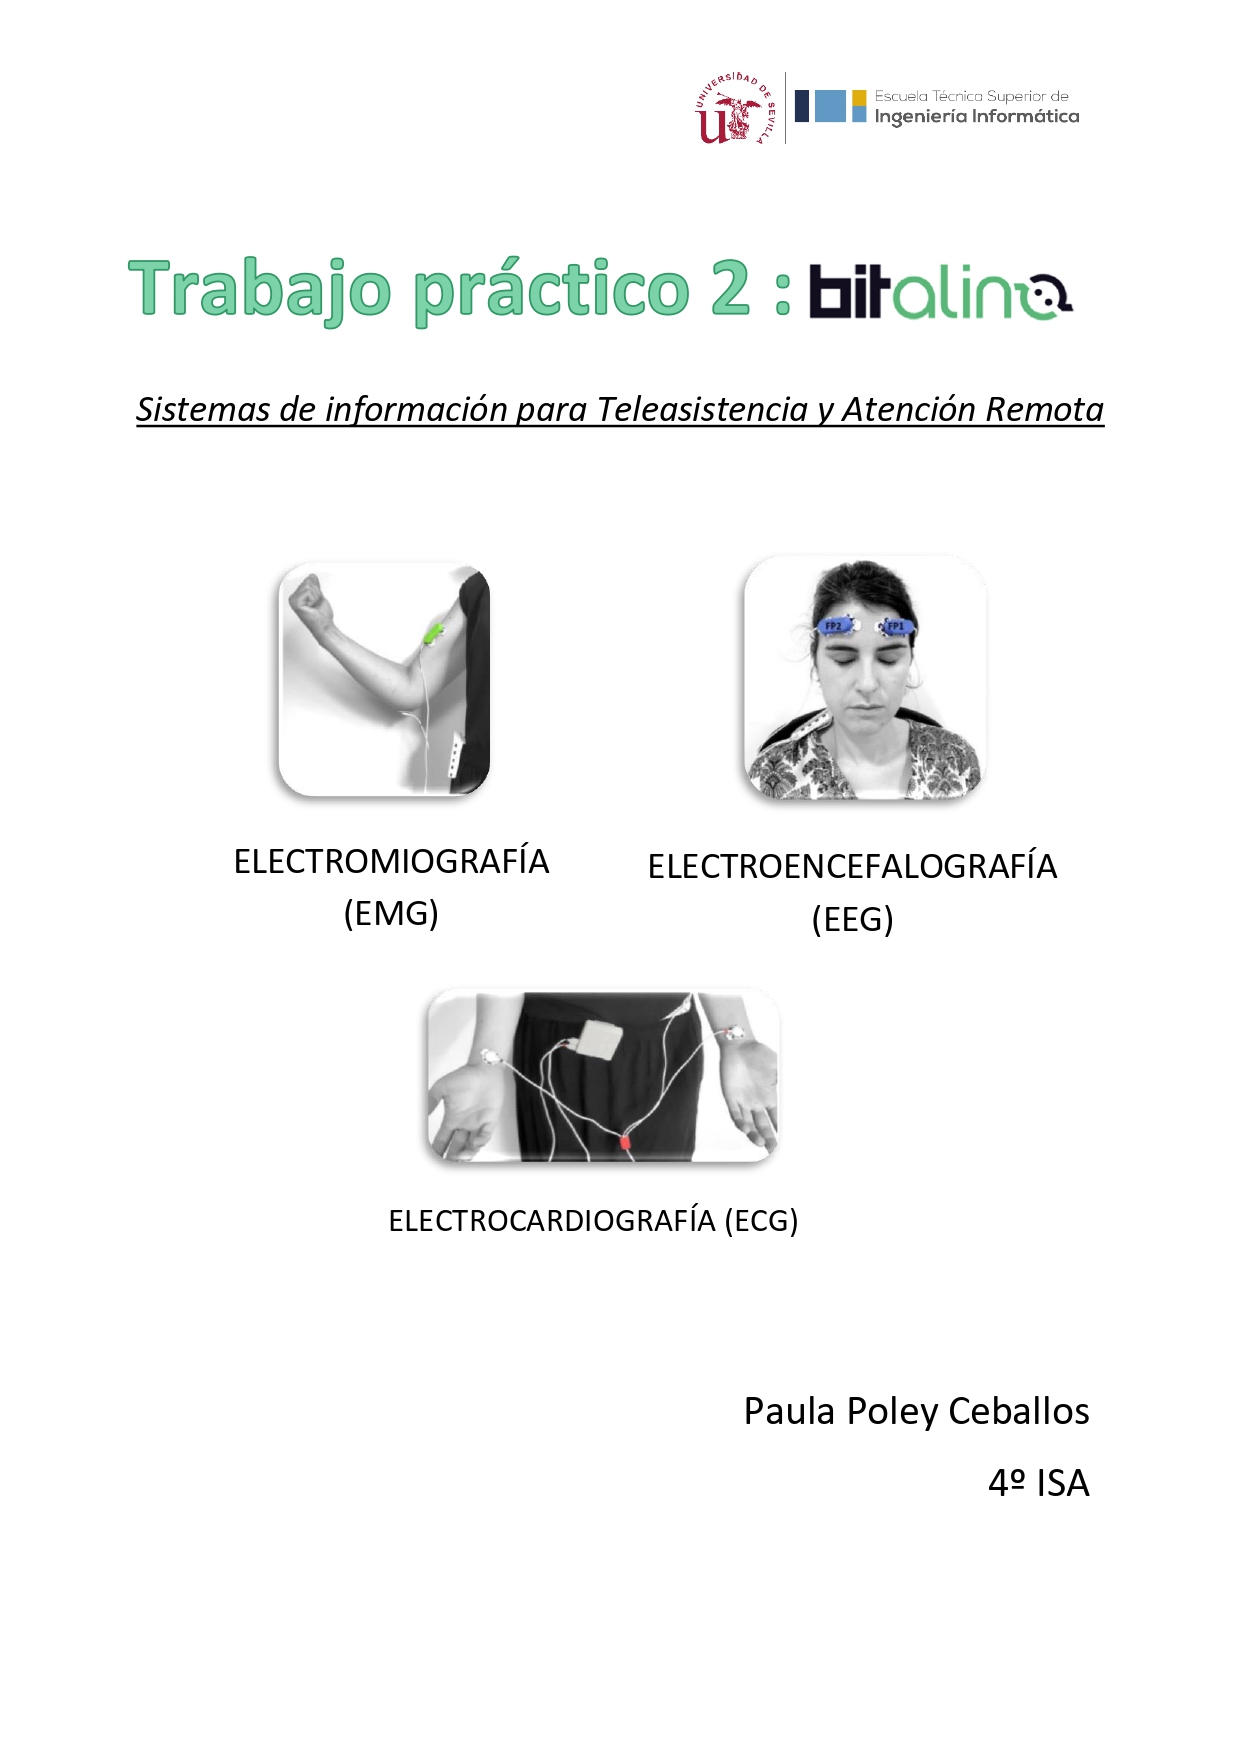 UNIVERSIDAD DE SEVILLA
Escuela Técnica Superior de
Ingeniería Informática
Trabajo práctico 2 : bitalino
Sistemas de información para Teleasistencia y Atención Remota
FP2 FP1
ELECTROMIOGRAFÍA
(EMG)
ELECTROENCEFALOGRAFÍA
(EEG)
ELECTROCARDIOGRAFÍA (ECG)
Paula Poley Ceballos
4º ISA